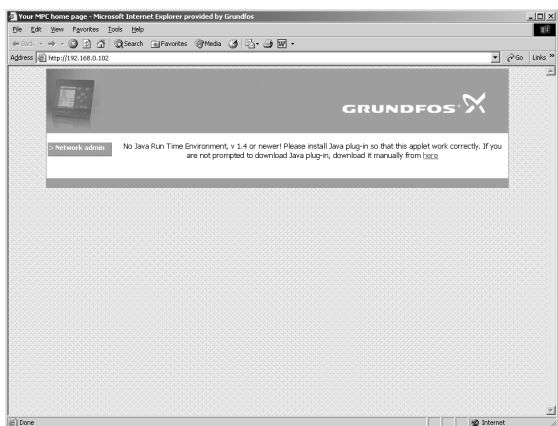 Your MPC home page - Microsoft Internet Explorer provided by Grundfos
File Edit View Favorites Tools Help
Back Search Favorites Media
Address http://192.168.0.102 Go Links »
GRUNDFOS
> Network admin
No Java Run Time Environment, v 1.4 or newer! Please install Java plug-in so that this applet work correctly. If you
are not prompted to download Java plug-in, download it manually from here
Done Internet